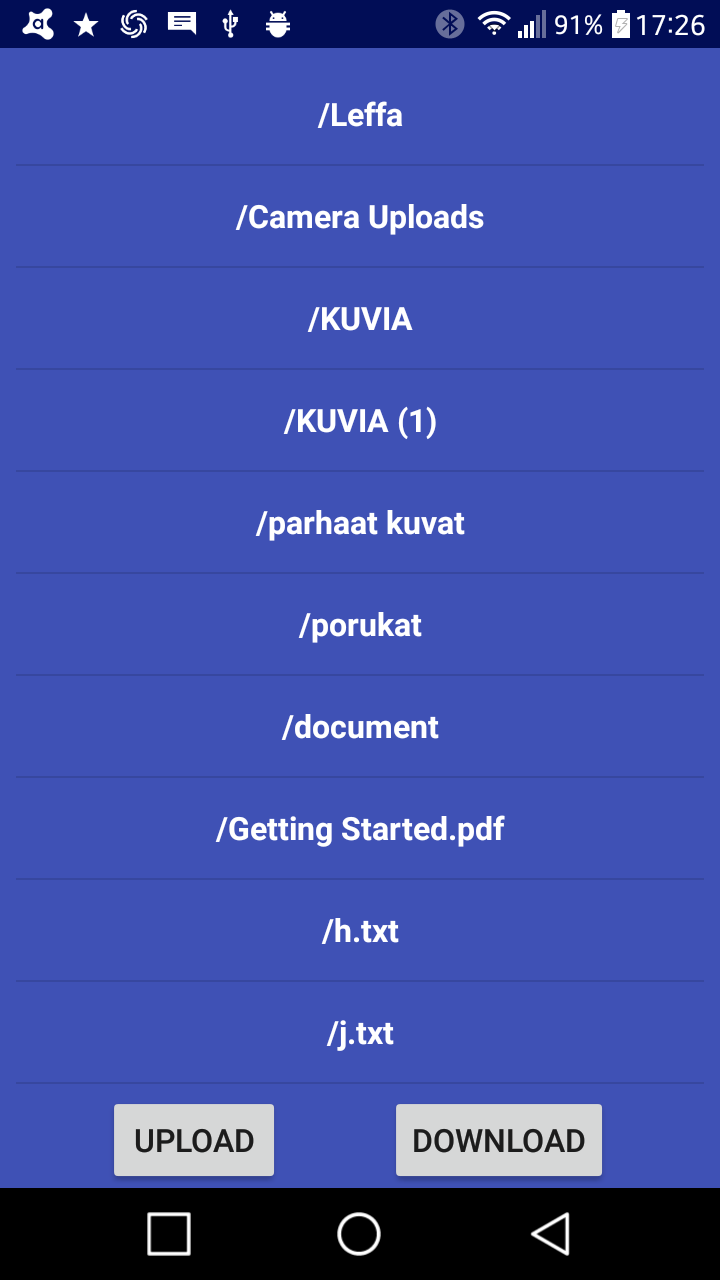 91% 17:26
/Leffa
/Camera Uploads
/KUVIA
/KUVIA (1)
/parhaat kuvat
/porukat
/document
/Getting Started.pdf
/h.txt
/j.txt
UPLOAD DOWNLOAD